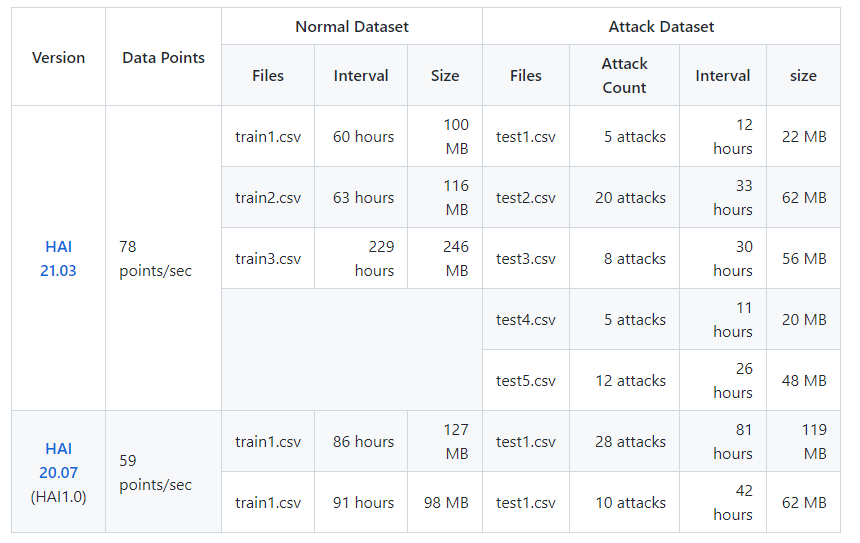 Version Data Points Normal Dataset Attack Dataset
Files Interval Size Files Attack Count Interval size
HAI 21.03 78 points/sec train1.csv 60 hours 100 MB test1.csv 5 attacks 12 hours 22 MB
train2.csv 63 hours 116 MB test2.csv 20 attacks 33 hours 62 MB
train3.csv 229 hours 246 MB test3.csv 8 attacks 30 hours 56 MB
test4.csv 5 attacks 11 hours 20 MB
test5.csv 12 attacks 26 hours 48 MB
HAI 20.07 (HAI1.0) 59 points/sec train1.csv 86 hours 127 MB test1.csv 28 attacks 81 hours 119 MB
train1.csv 91 hours 98 MB test1.csv 10 attacks 42 hours 62 MB